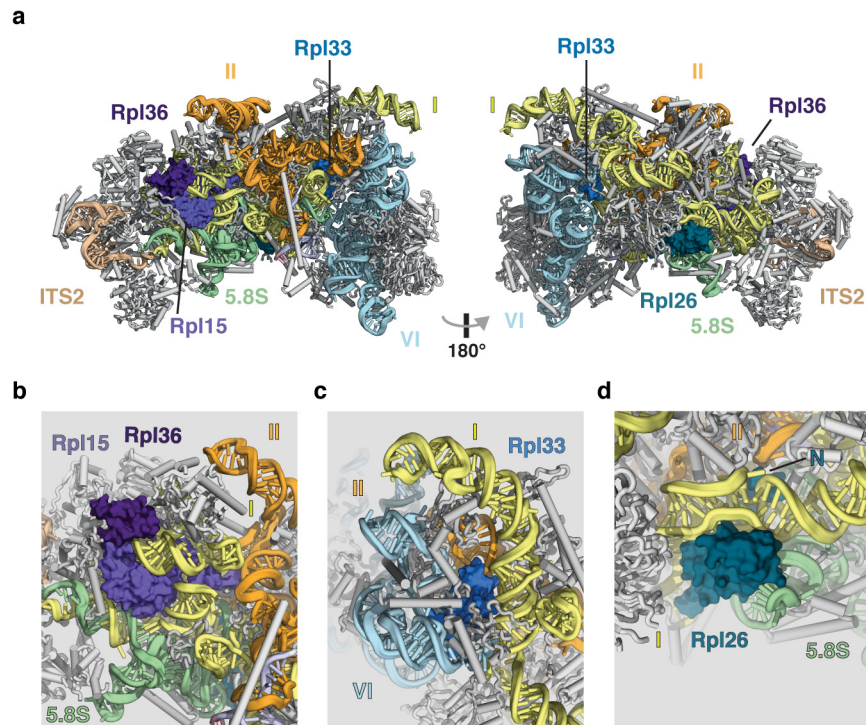 a
Rpl33
II
I
Rpl36
ITS2
5.8S
Rpl15
VI
Rpl33
II
I
Rpl36
VI
Rpl26
5.8S
ITS2
180°
b
Rpl15
Rpl36
II
I
5.8S
c
I
Rpl33
II
VI
d
II
N
Rpl26
I
5.8S